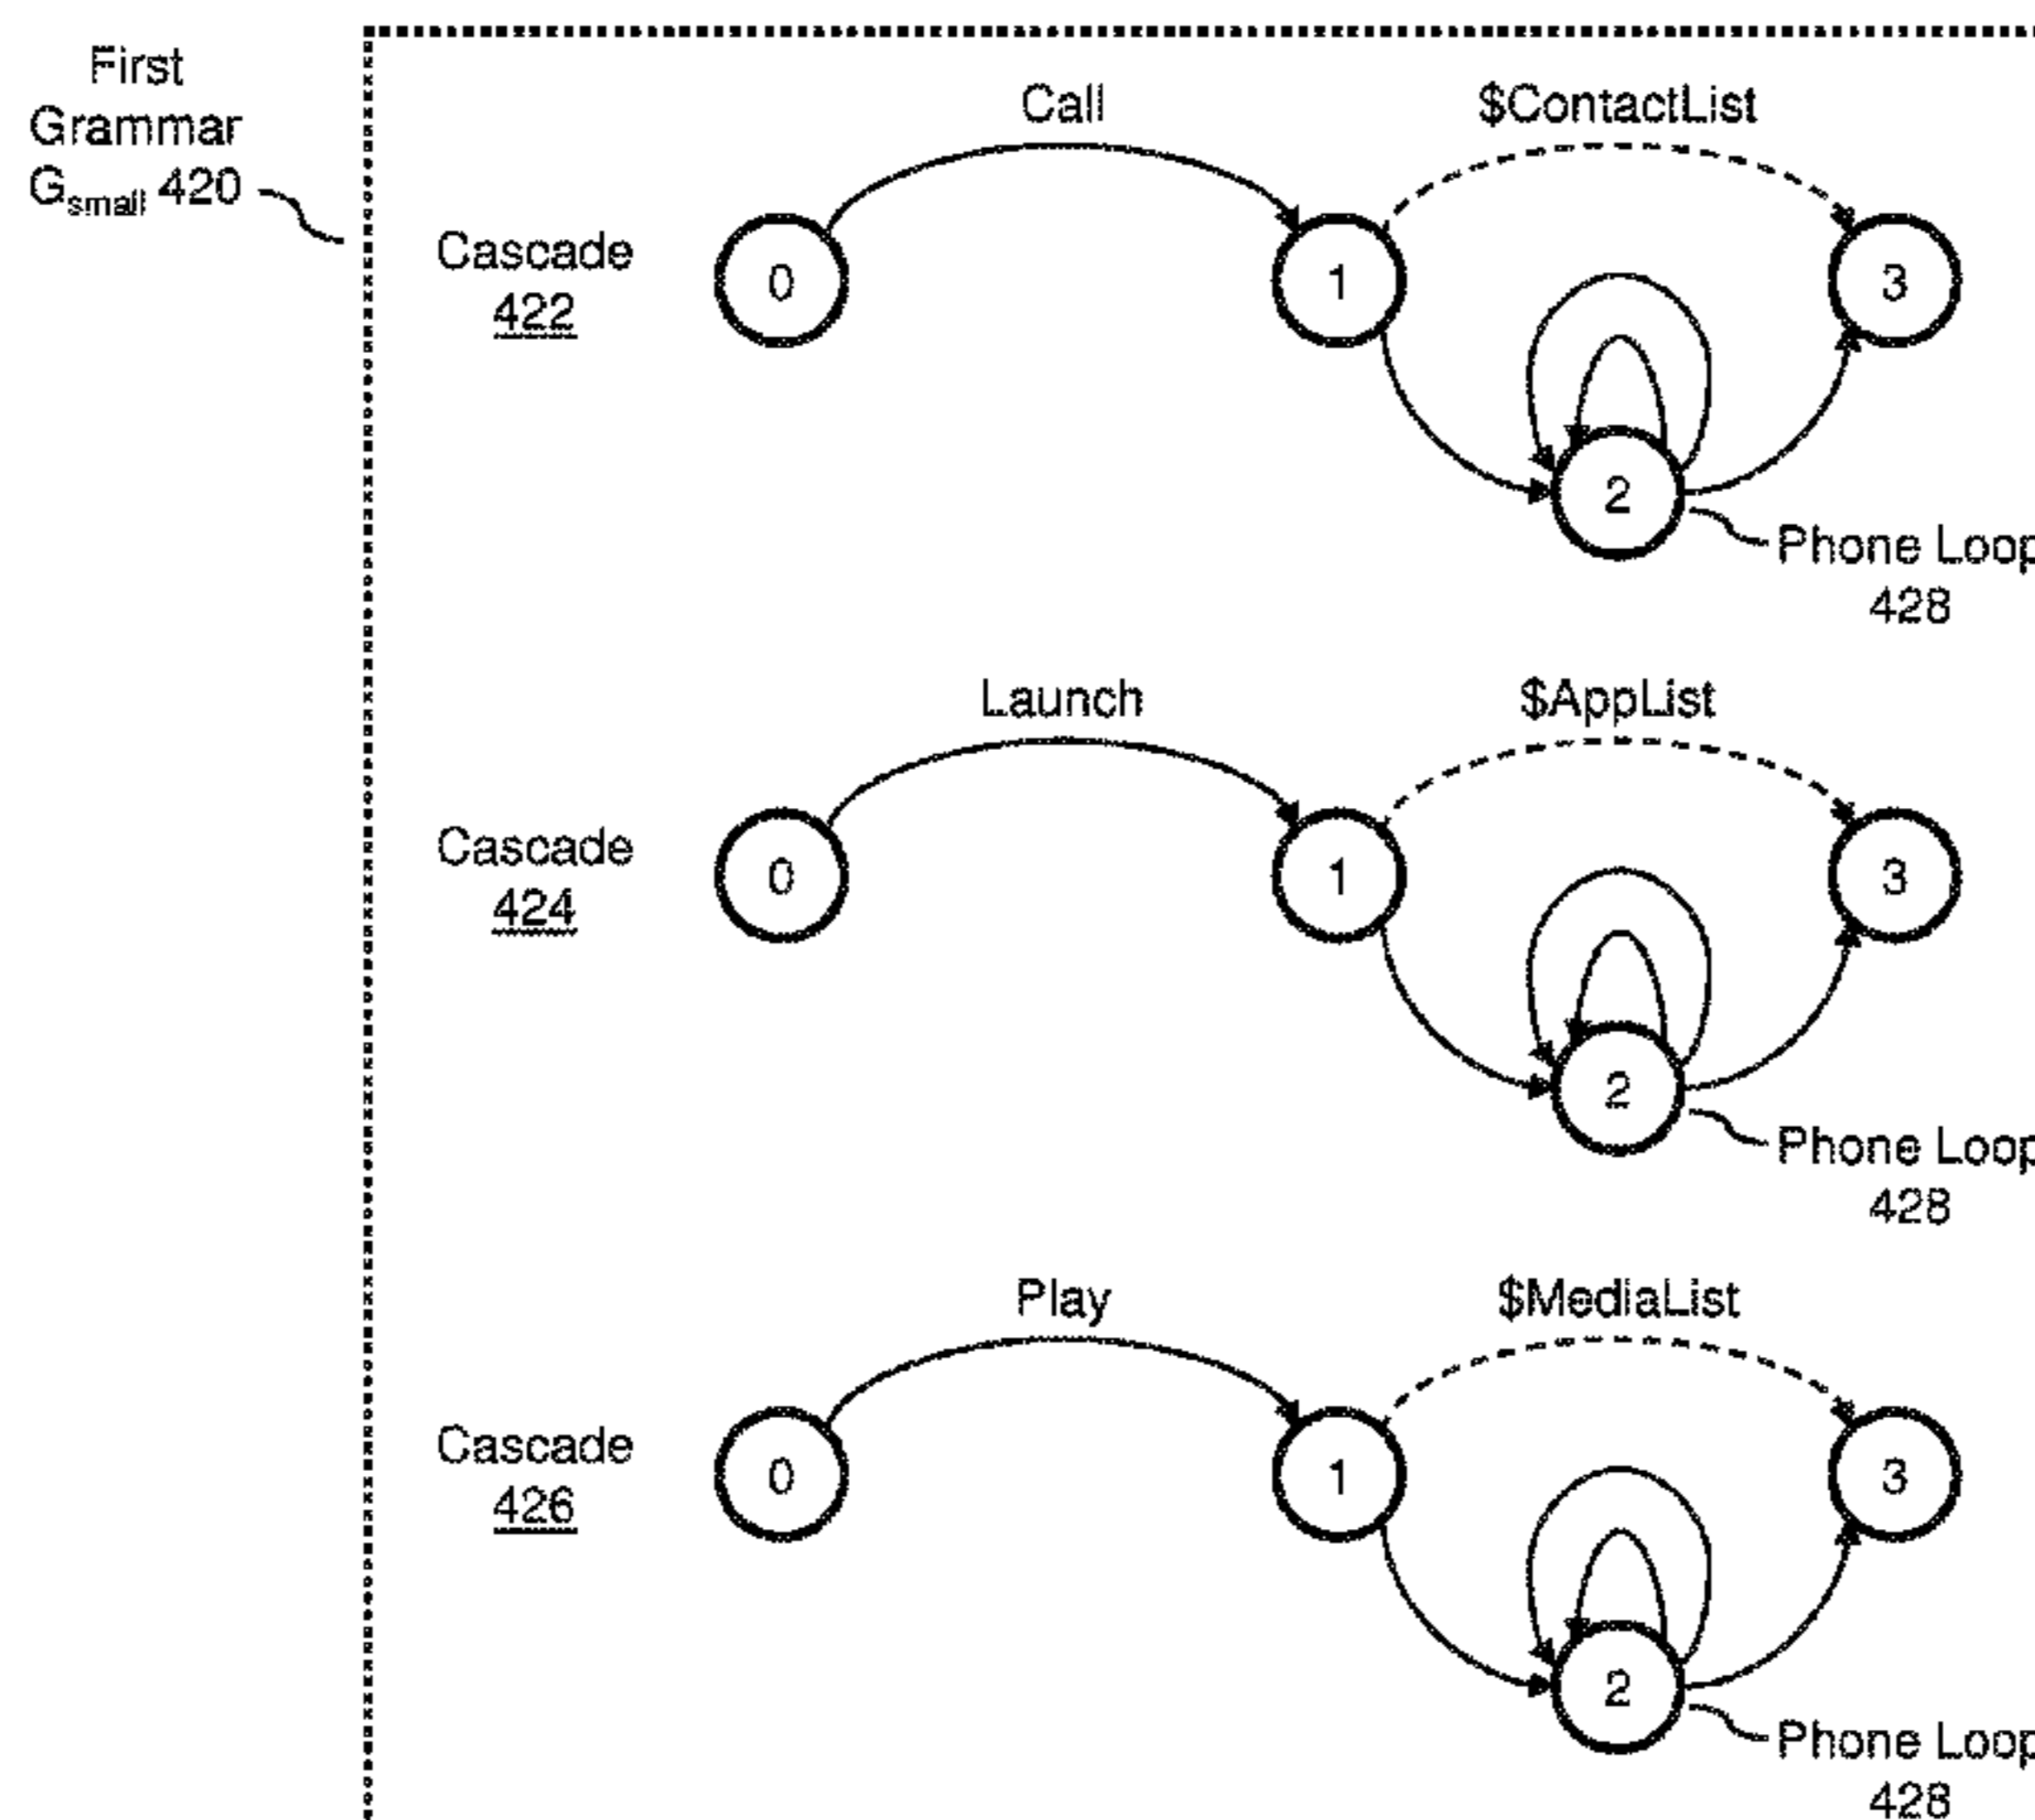 First
Grammar
Gsmall 420
Call
$ContactList
Cascade
422
0
1
3
2
Phone Loop
428
Launch
$AppList
Cascade
424
0
1
3
2
Phone Loop
428
Play
$MediaList
Cascade
426
0
1
3
2
Phone Loop
428